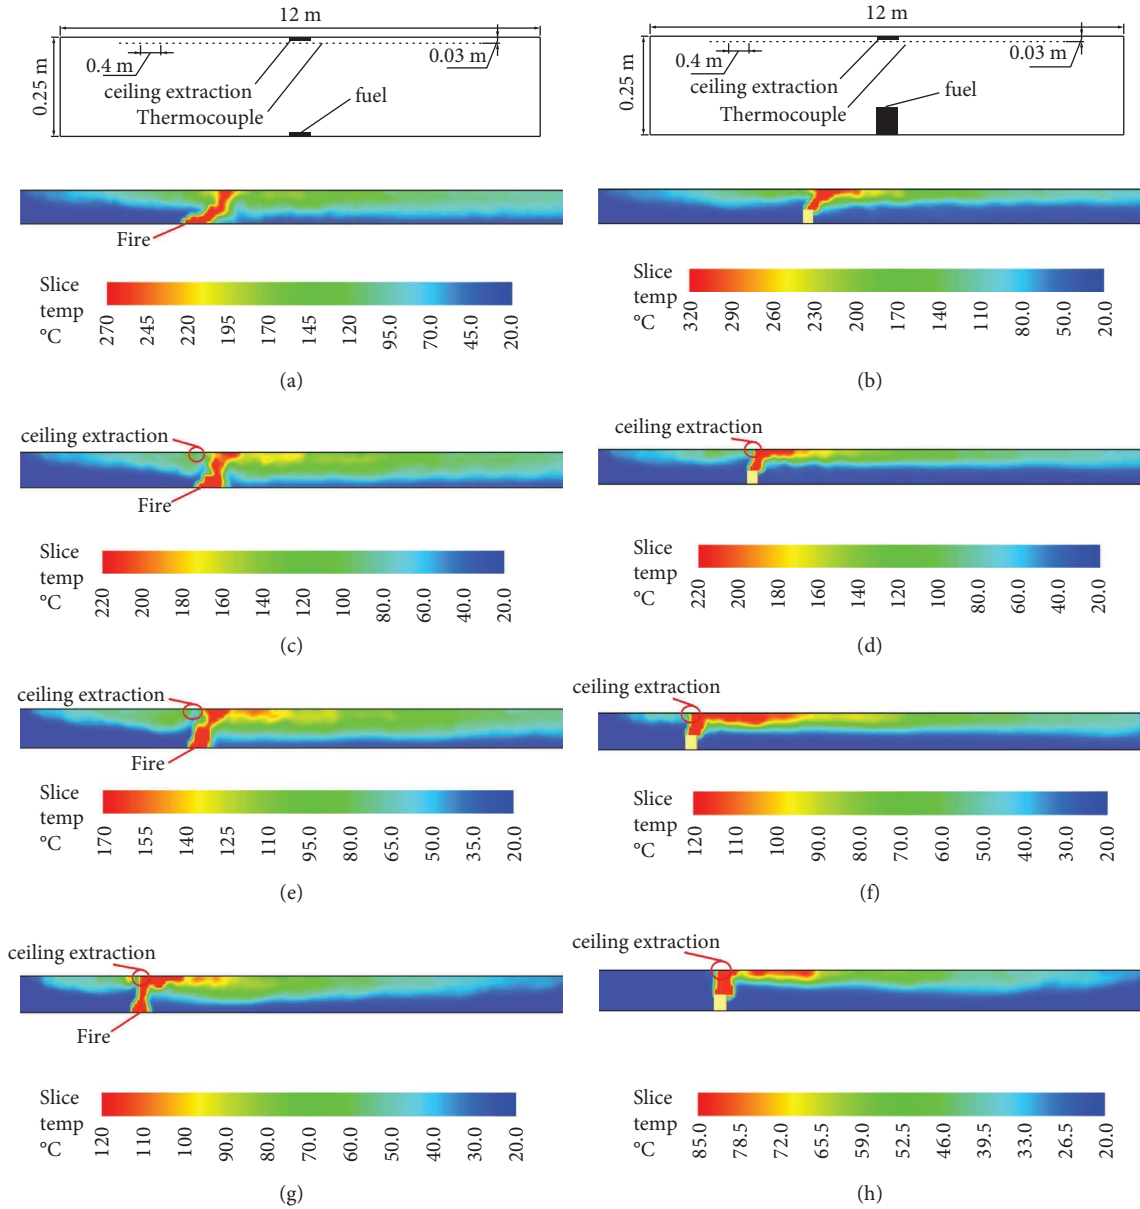 12 m
0.25 m
0.4 m
0.03 m
ceiling extraction
Thermocouple
fuel
12 m
0.25 m
0.4 m
0.03 m
ceiling extraction
Thermocouple
fuel
Fire
Slice
temp
°C
270 245 220 195 170 145 120 95.0 70.0 45.0 20.0
(a)
Slice
temp
°C
320 290 260 230 200 170 140 110 80.0 50.0 20.0
(b)
ceiling extraction
Fire
Slice
temp
°C
220 200 180 160 140 120 100 80.0 60.0 40.0 20.0
(c)
ceiling extraction
Slice
temp
°C
220 200 180 160 140 120 100 80.0 60.0 40.0 20.0
(d)
ceiling extraction
Fire
Slice
temp
°C
170 155 140 125 110 95.0 80.0 65.0 50.0 35.0 20.0
(e)
ceiling extraction
Slice
temp
°C
120 110 100 90.0 80.0 70.0 60.0 50.0 40.0 30.0 20.0
(f)
ceiling extraction
Fire
Slice
temp
°C
120 110 100 90.0 80.0 70.0 60.0 50.0 40.0 30.0 20.0
(g)
ceiling extraction
Slice
temp
°C
85.0 78.5 72.0 65.5 59.0 52.5 46.0 39.5 33.0 26.5 20.0
(h)